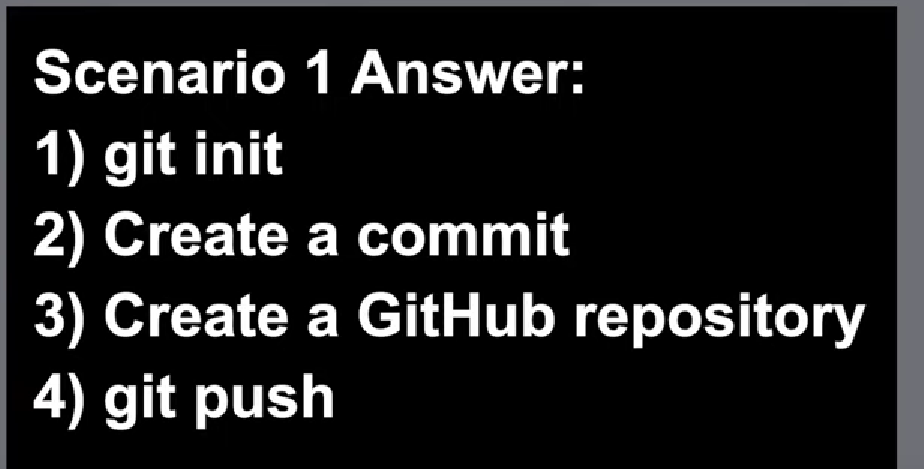 Scenario 1 Answer:
1) git init
2) Create a commit
3) Create a GitHub repository
4) git push